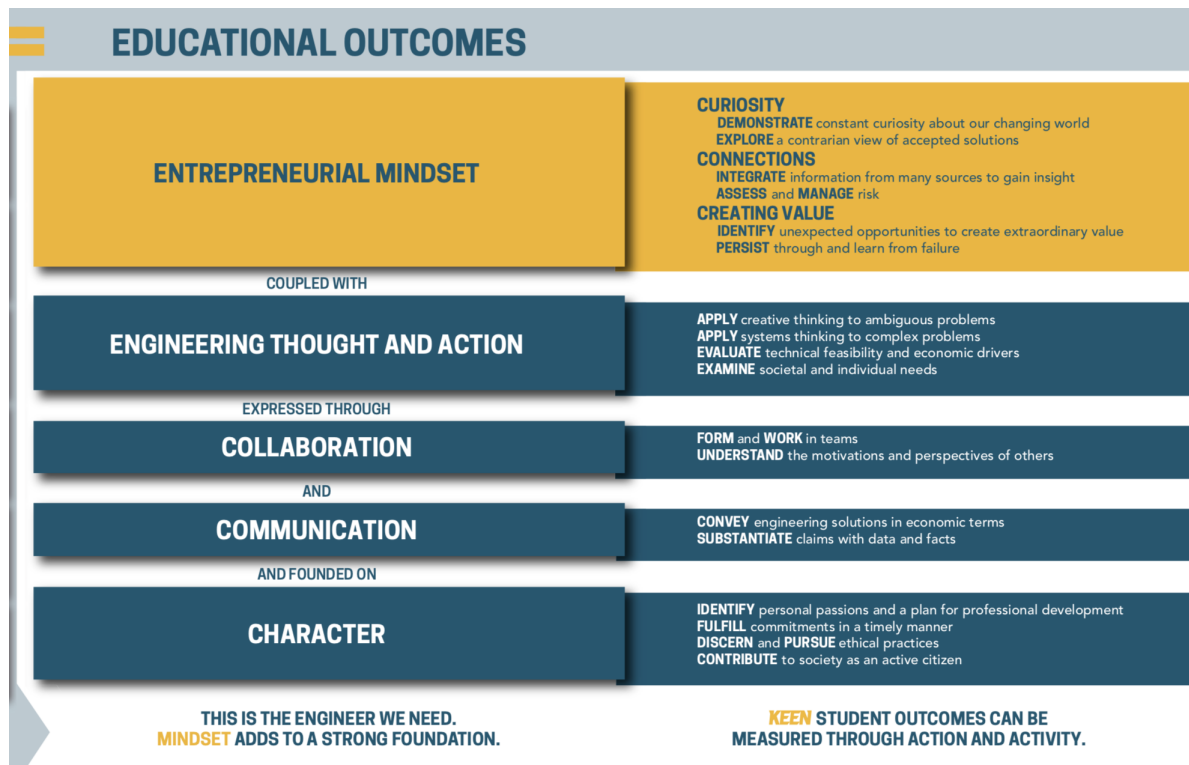 EDUCATIONAL OUTCOMES
ENTREPRENEURIAL MINDSET
CURIOSITY
DEMONSTRATE constant curiosity about our changing world
EXPLORE a contrarian view of accepted solutions
CONNECTIONS
INTEGRATE information from many sources to gain insight
ASSESS and MANAGE risk
CREATING VALUE
IDENTIFY unexpected opportunities to create extraordinary value
PERSIST through and learn from failure
COUPLED WITH
ENGINEERING THOUGHT AND ACTION
APPLY creative thinking to ambiguous problems
APPLY systems thinking to complex problems
EVALUATE technical feasibility and economic drivers
EXAMINE societal and individual needs
EXPRESSED THROUGH
COLLABORATION
FORM and WORK in teams
UNDERSTAND the motivations and perspectives of others
AND
COMMUNICATION
CONVEY engineering solutions in economic terms
SUBSTANTIATE claims with data and facts
AND FOUNDED ON
CHARACTER
IDENTIFY personal passions and a plan for professional development
FULFILL commitments in a timely manner
DISCERN and PURSUE ethical practices
CONTRIBUTE to society as an active citizen
THIS IS THE ENGINEER WE NEED.
MINDSET ADDS TO A STRONG FOUNDATION.
KEEN STUDENT OUTCOMES CAN BE
MEASURED THROUGH ACTION AND ACTIVITY.